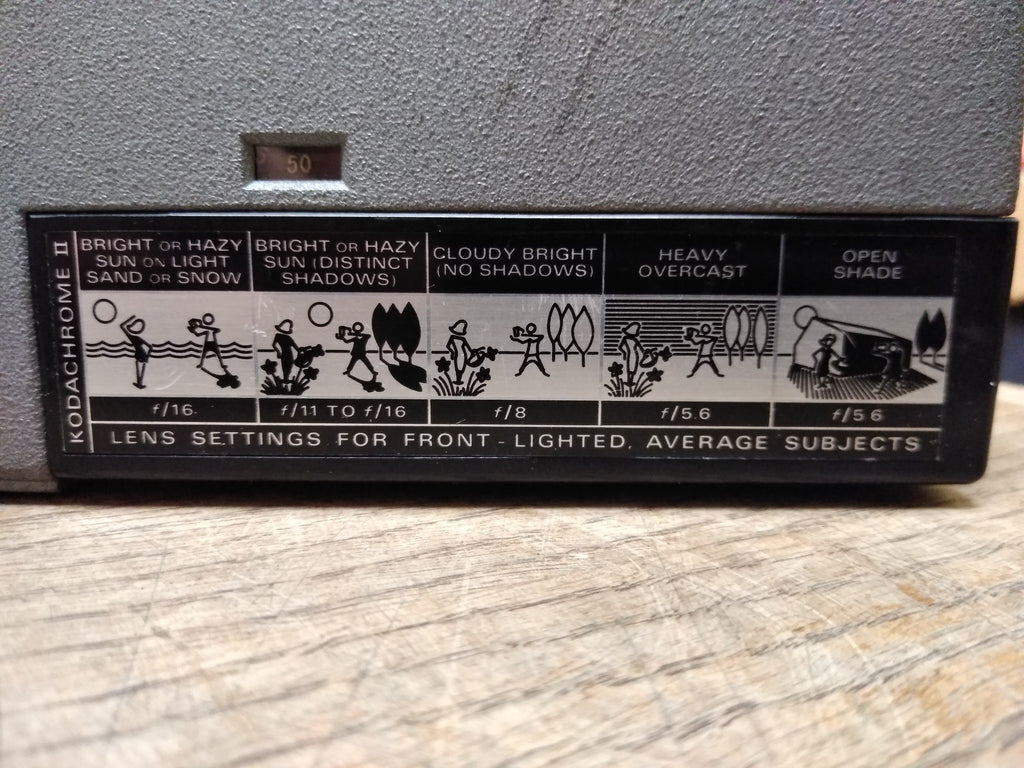 50
KODACHROME II
BRIGHT OR HAZY
SUN ON LIGHT
SAND OR SNOW
f/16
BRIGHT OR HAZY
SUN (DISTINCT
SHADOWS)
f/11 TO f/16
CLOUDY BRIGHT
(NO SHADOWS)
f/8
HEAVY
OVERCAST
f/5.6
OPEN
SHADE
f/5.6
LENS SETTINGS FOR FRONT-LIGHTED, AVERAGE SUBJECTS